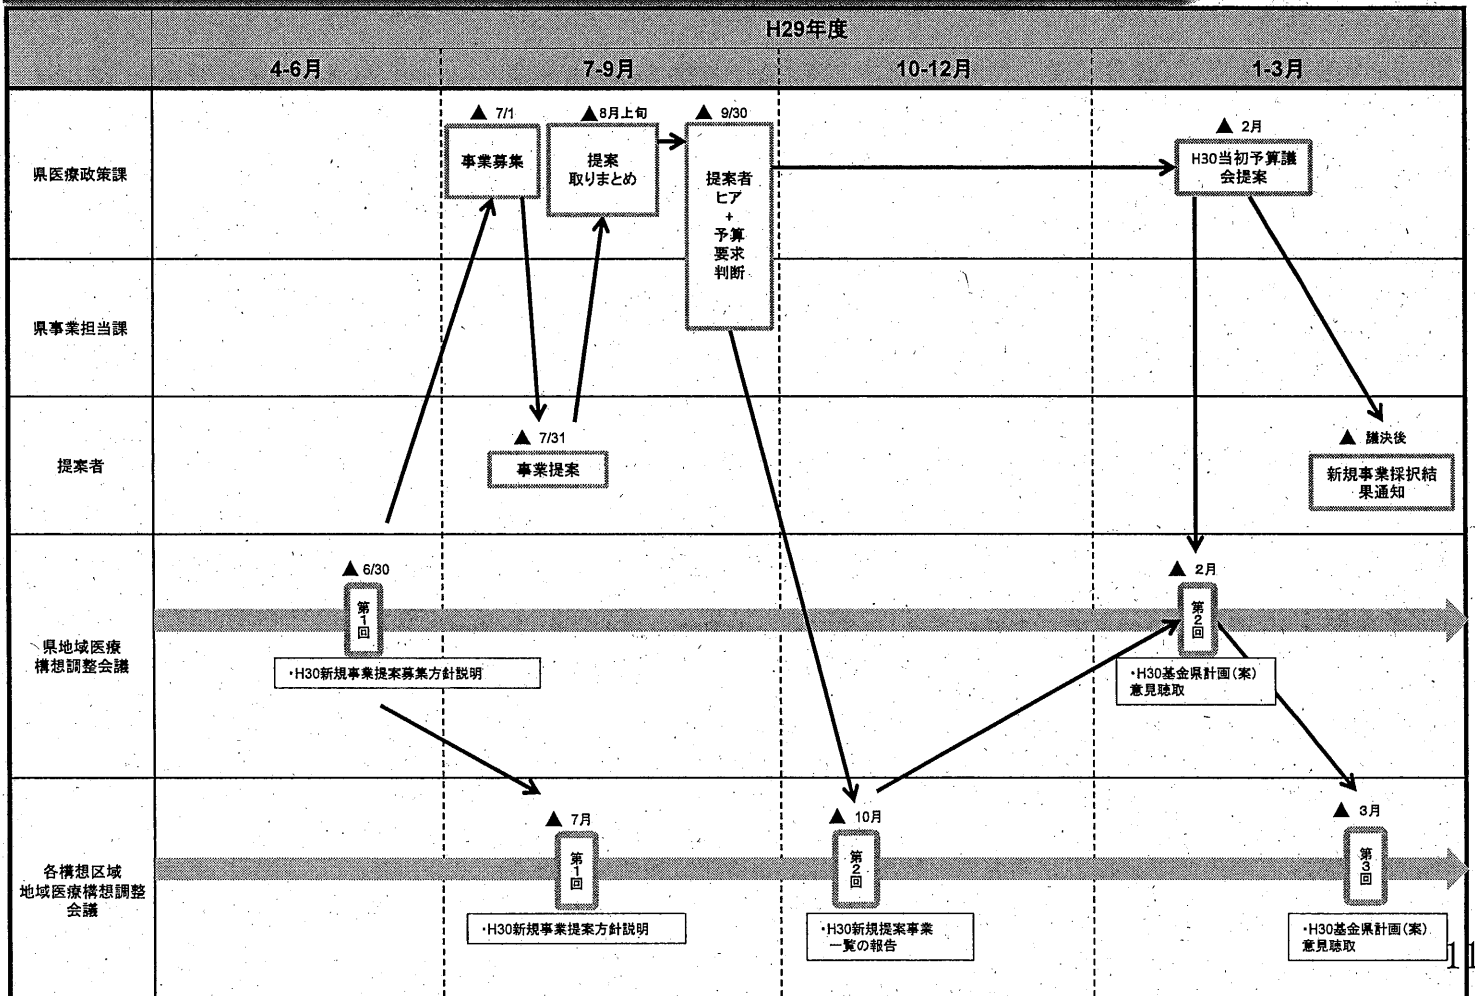 H29年度
4-6月
7-9月
10-12月
1-3月
県医療政策課
▲ 7/1
事業募集
▲8月上旬
提案
取りまとめ
▲ 9/30
提案者
ヒア
+
予算
要求
判断
▲ 2月
H30当初予算議
会提案
県事業担当課
提案者
▲ 7/31
事業提案
▲ 議決後
新規事業採択結
果通知
県地域医療
構想調整会議
▲ 6/30
第1回
・H30新規事業提案募集方針説明
▲ 2月
第2回
・H30基金県計画(案)
意見聴取
各構想区域
地域医療構想調整
会議
▲ 7月
第1回
・H30新規事業提案方針説明
▲ 10月
第2回
・H30新規提案事業
一覧の報告
▲ 3月
第3回
・H30基金県計画(案)
意見聴取
11